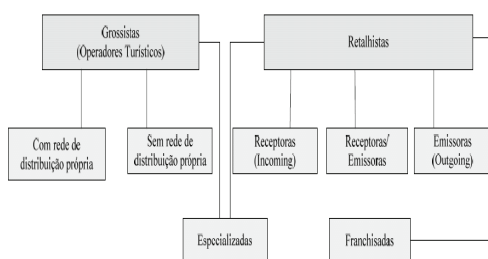 Grossistas
(Operadores Turísticos)
Retalhistas
Com rede de
distribuição própria
Sem rede de
distribuição própria
Receptoras
(Incoming)
Receptoras/
Emissoras
Emissoras
(Outgoing)
Especializadas
Franchisadas